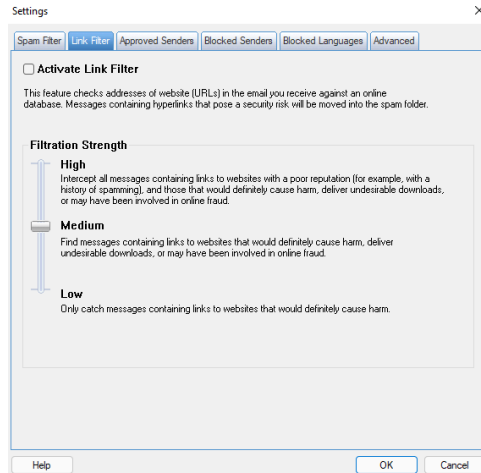 Settings
Spam Filter Link Filter Approved Senders Blocked Senders Blocked Languages Advanced
Activate Link Filter
This feature checks addresses of website (URLs) in the email you receive against an online
database. Messages containing hyperlinks that pose a security risk will be moved into the spam folder.
Filtration Strength
High
Intercept all messages containing links to websites with a poor reputation (for example, with a
history of spamming), and those that would definitely cause harm, deliver undesirable downloads,
or may have been involved in online fraud.
Medium
Find messages containing links to websites that would definitely cause harm, deliver
undesirable downloads, or may have been involved in online fraud.
Low
Only catch messages containing links to websites that would definitely cause harm.
Help OK Cancel